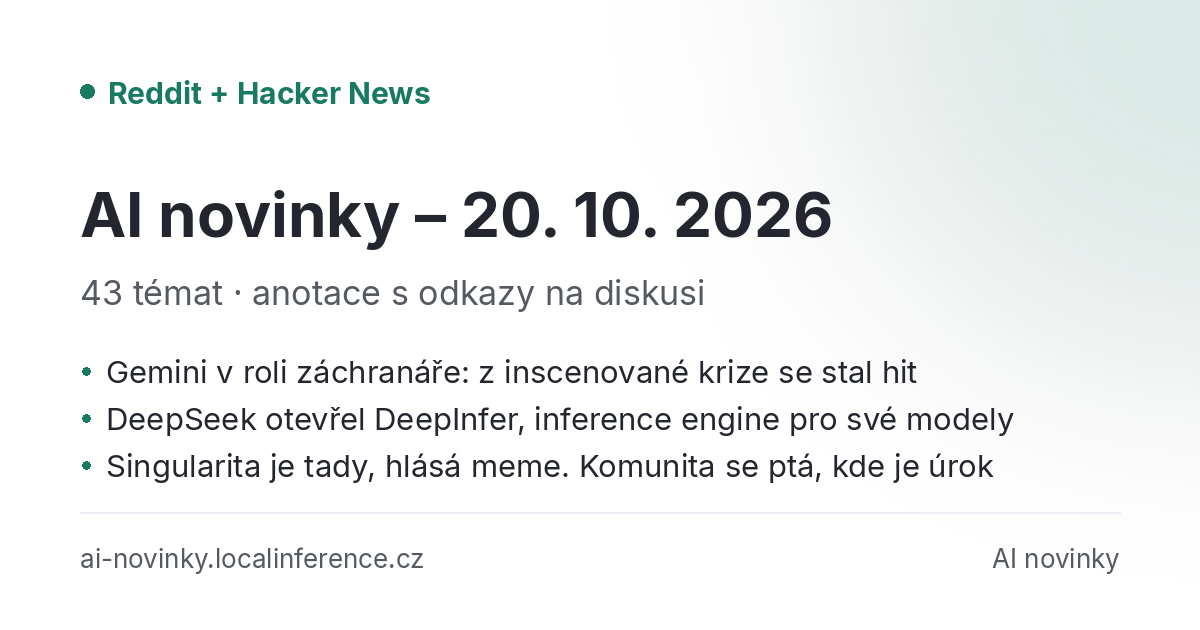 Reddit + Hacker News
AI novinky – 20. 10. 2026
43 témat · anotace s odkazy na diskusi
• Gemini v roli záchranáře: z inscenované krize se stal hit
• DeepSeek otevřel DeepInfer, inference engine pro své modely
• Singularita je tady, hlásá meme. Komunita se ptá, kde je úrok
ai-novinky.localinference.cz
AI novinky